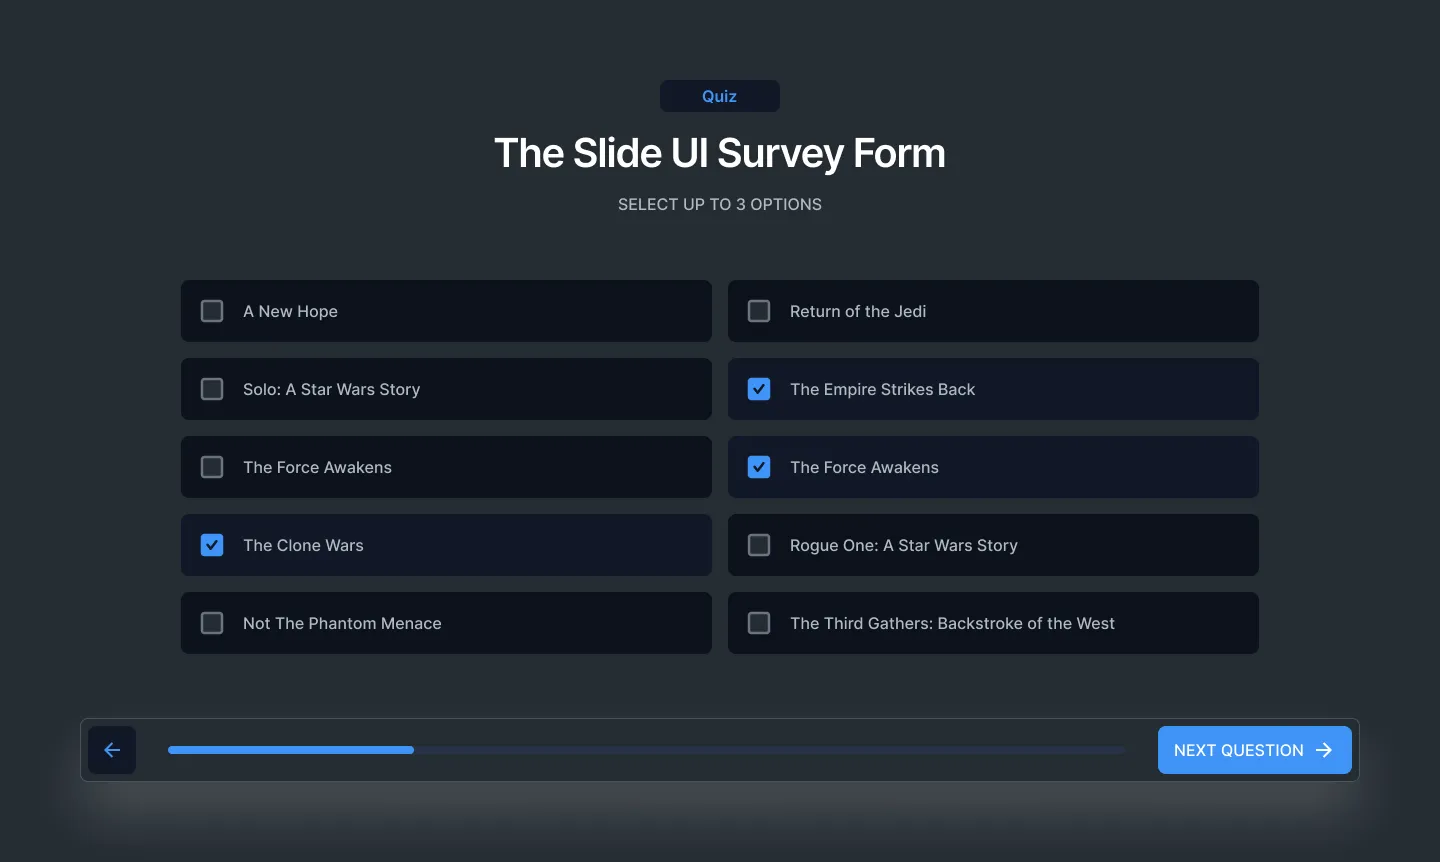 Quiz
The Slide UI Survey Form
SELECT UP TO 3 OPTIONS
A New Hope
Return of the Jedi
Solo: A Star Wars Story
The Empire Strikes Back
The Force Awakens
The Force Awakens
The Clone Wars
Rogue One: A Star Wars Story
Not The Phantom Menace
The Third Gathers: Backstroke of the West
NEXT QUESTION